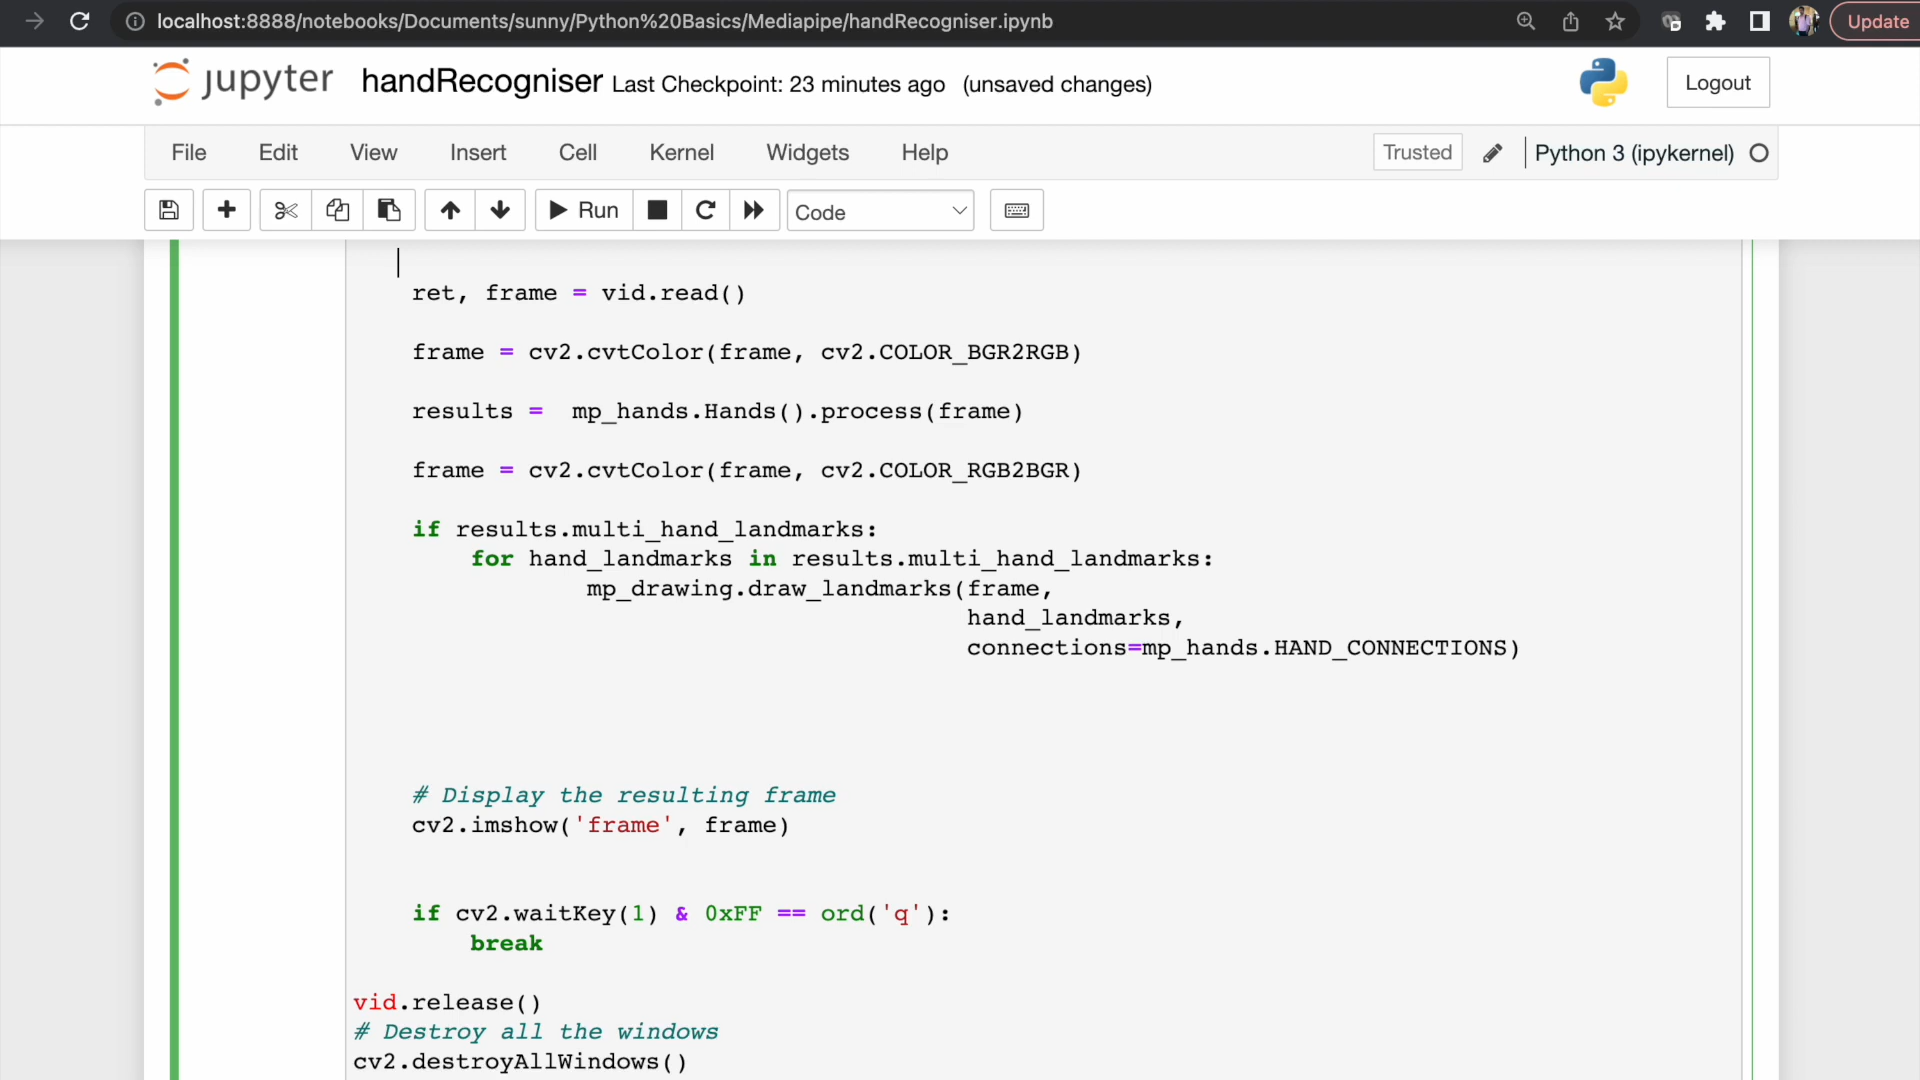 localhost:8888/notebooks/Documents/sunny/Python%20Basics/Mediapipe/handRecogniser.ipynb
Update
jupyter handRecogniser Last Checkpoint: 23 minutes ago (unsaved changes)
Logout
File Edit View Insert Cell Kernel Widgets Help
Trusted Python 3 (ipykernel)
Run Code
ret, frame = vid.read()
frame = cv2.cvtColor(frame, cv2.COLOR_BGR2RGB)
results =  mp_hands.Hands().process(frame)
frame = cv2.cvtColor(frame, cv2.COLOR_RGB2BGR)
if results.multi_hand_landmarks:
for hand_landmarks in results.multi_hand_landmarks:
mp_drawing.draw_landmarks(frame,
hand_landmarks,
connections=mp_hands.HAND_CONNECTIONS)
# Display the resulting frame
cv2.imshow('frame', frame)
if cv2.waitKey(1) & 0xFF == ord('q'):
break
vid.release()
# Destroy all the windows
cv2.destroyAllWindows()